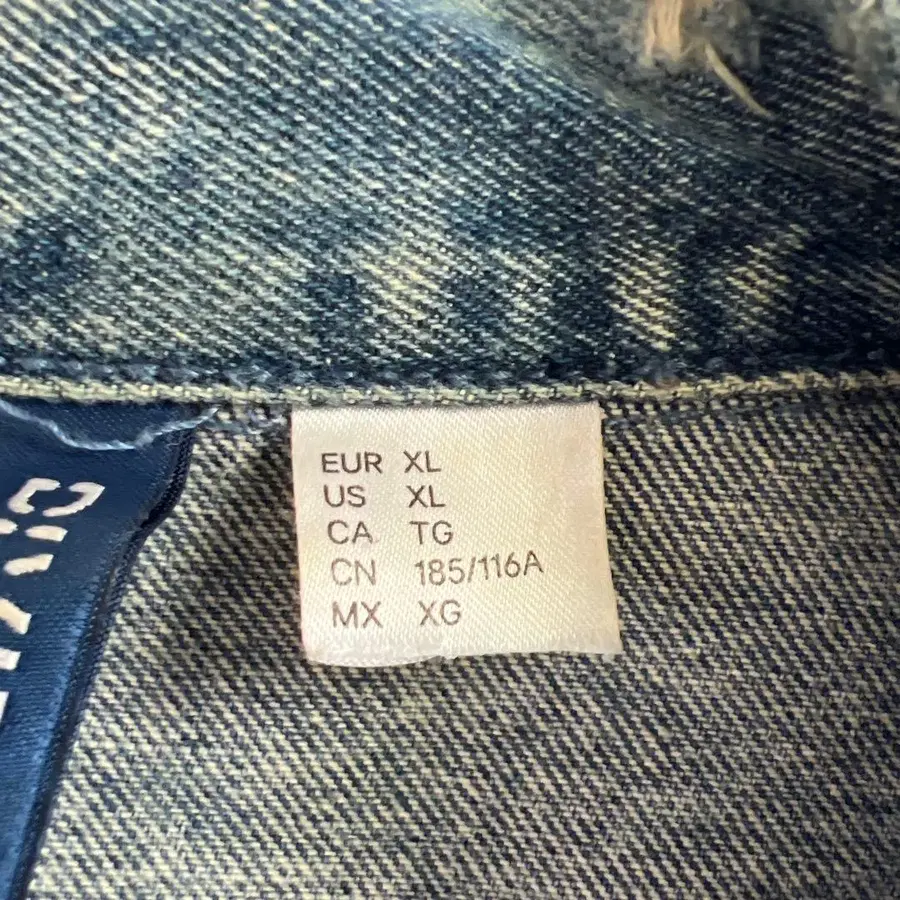 EUR XL
US XL
CA TG
CN 185/116A
MX XG